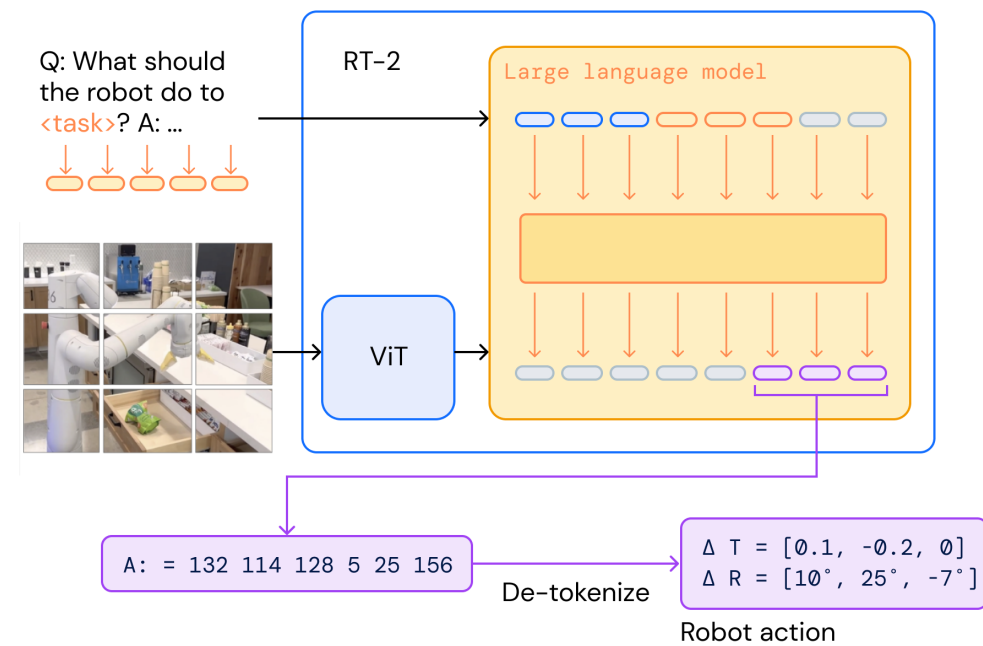 Q: What should
the robot do to
<task>? A: ...
RT-2
Large language model
ViT
A: = 132 114 128 5 25 156
De-tokenize
Δ T = [0.1, -0.2, 0]
Δ R = [10°, 25°, -7°]
Robot action